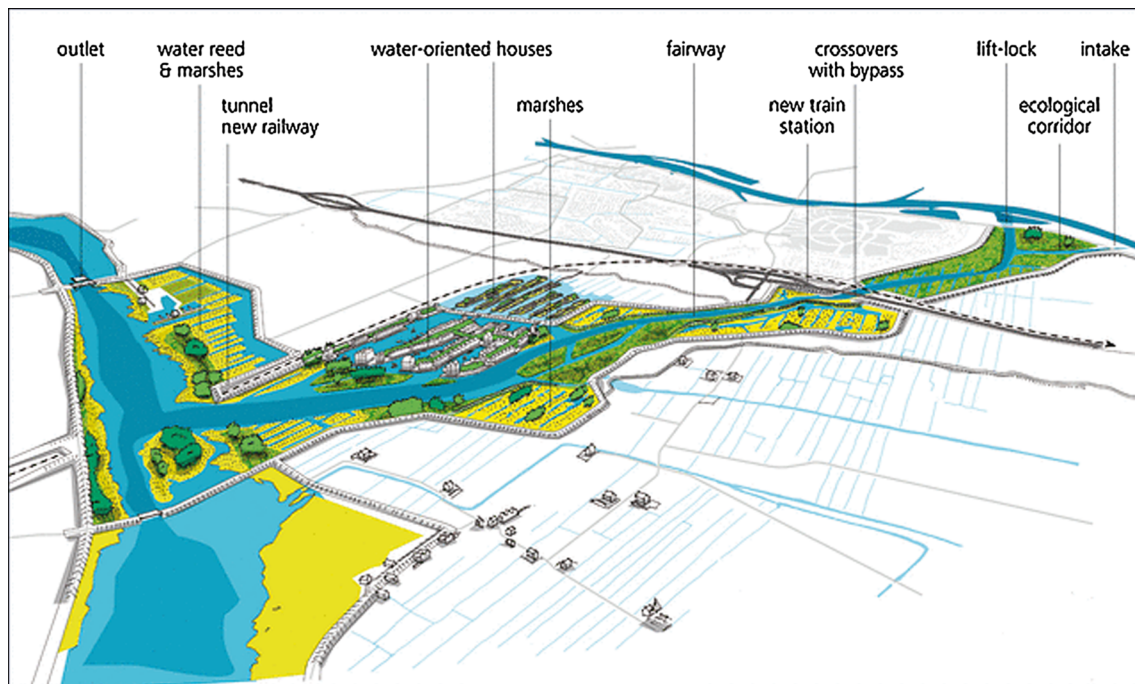 outlet
water reed
& marshes
water-oriented houses
fairway
crossovers
with bypass
lift-lock
intake
tunnel
new railway
marshes
new train
station
ecological
corridor